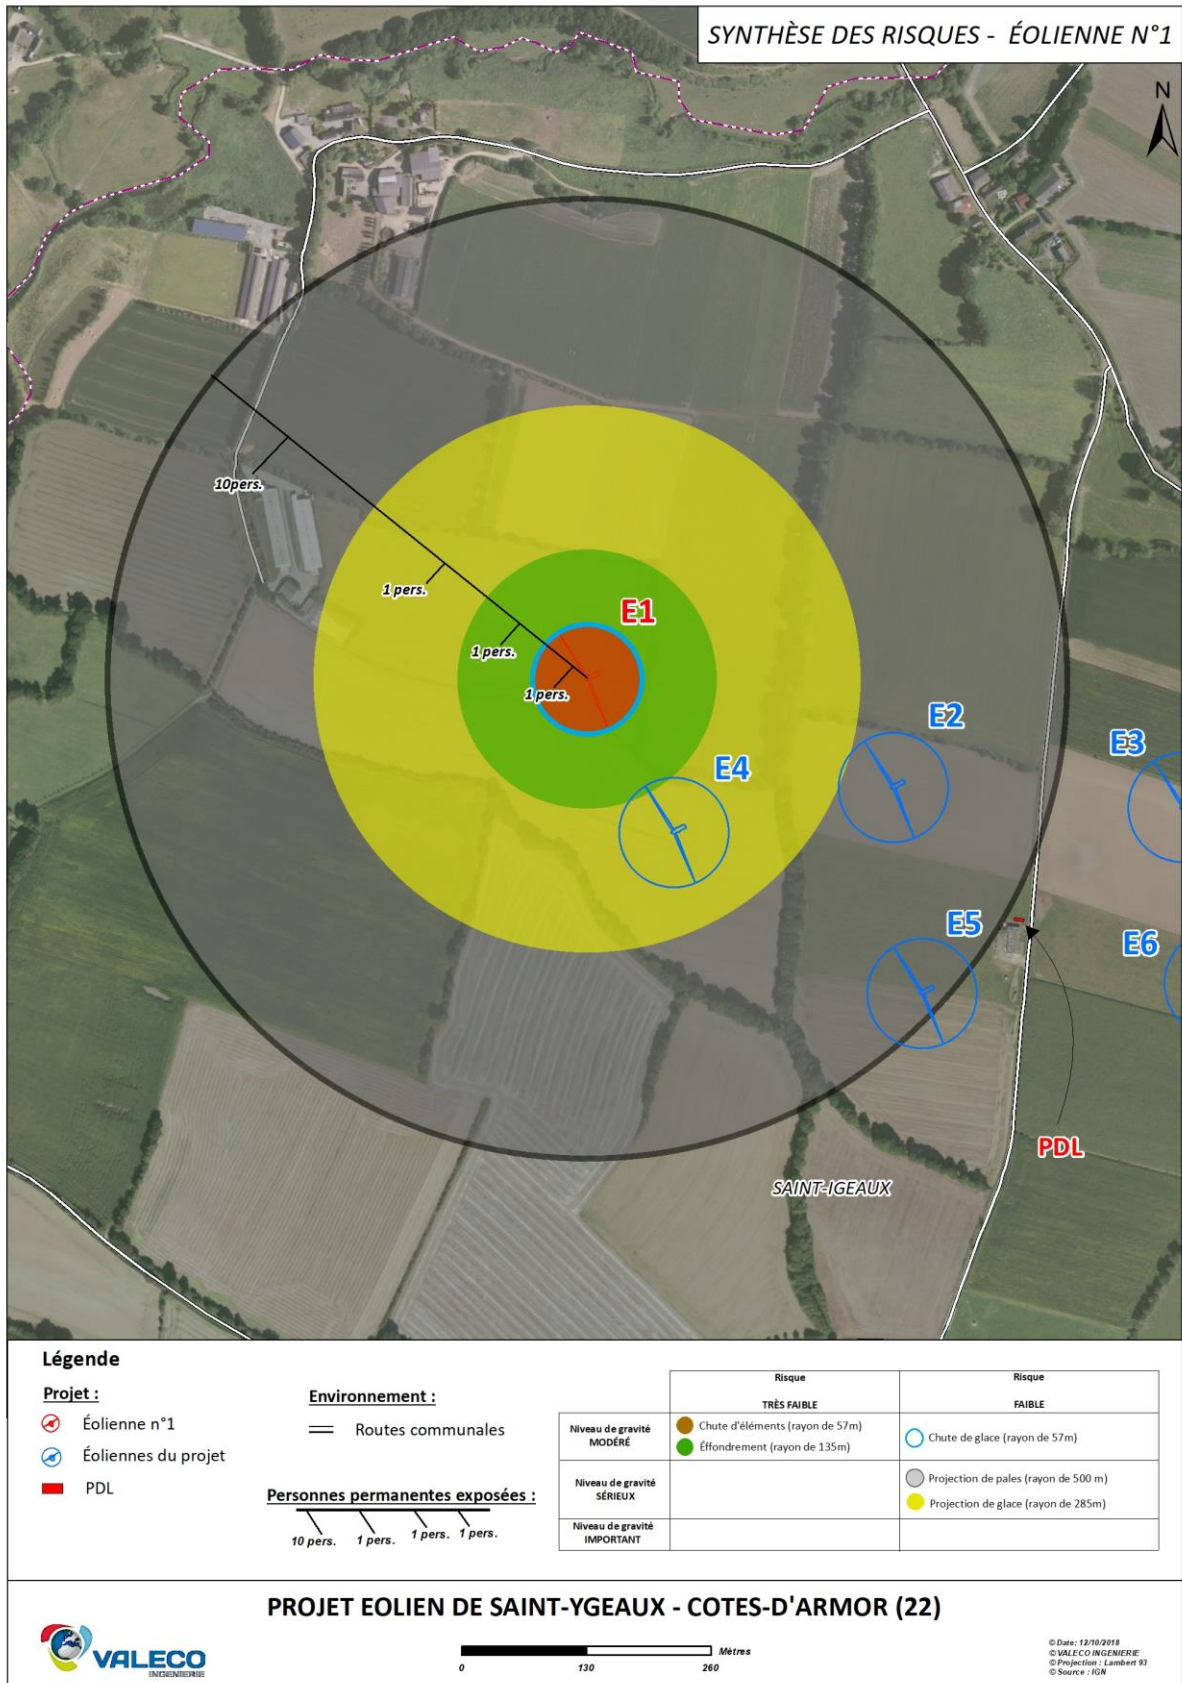 SYNTHÈSE DES RISQUES - ÉOLIENNE N°1
N
10pers.
1 pers.
1 pers.
1 pers.
E1
E2
E3
E4
E5
E6
PDL
SAINT-IGEAUX
Légende
Projet :
Éolienne n°1
Éoliennes du projet
PDL
Environnement :
Routes communales
Personnes permanentes exposées :
10 pers. 1 pers. 1 pers. 1 pers.
Risque
TRÈS FAIBLE
Risque
FAIBLE
Niveau de gravité
MODÉRÉ
Chute d'éléments (rayon de 57m)
Éffondrement (rayon de 135m)
Chute de glace (rayon de 57m)
Niveau de gravité
SÉRIEUX
Projection de pales (rayon de 500 m)
Projection de glace (rayon de 285m)
Niveau de gravité
IMPORTANT
PROJET EOLIEN DE SAINT-YGEAUX - COTES-D'ARMOR (22)
VALECO
INGENIERIE
Mètres
0 130 260
© Date: 12/10/2018
© VALECO INGENIERIE
© Projection : Lambert 93
© Source : IGN